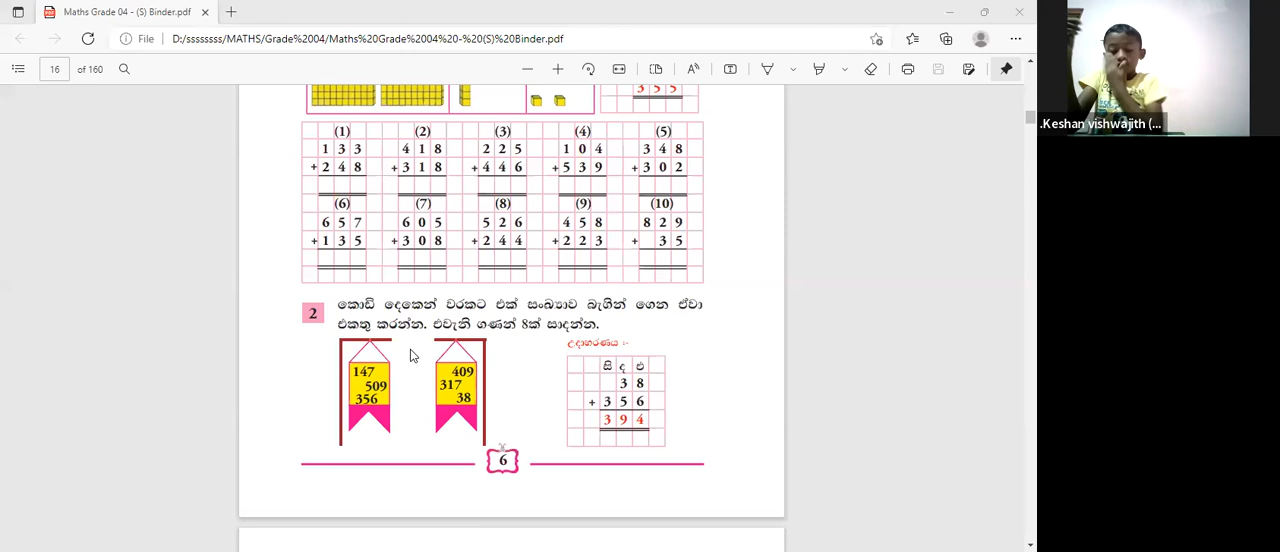 Maths Grade 04 - (S) Binder.pdf
File D:/ssssssss/MATHS/Grade%2004/Maths%20Grade%2004%20-%20(S)%20Binder.pdf
16 of 160
3 5 5
(1) (2) (3) (4) (5)
1 3 3 4 1 8 2 2 5 1 0 4 3 4 8
+ 2 4 8 + 3 1 8 + 4 4 6 + 5 3 9 + 3 0 2
(6) (7) (8) (9) (10)
6 5 7 6 0 5 5 2 6 4 5 8 8 2 9
+ 1 3 5 + 3 0 8 + 2 4 4 + 2 2 3 + 3 5
2 කොඩි දෙකෙන් වරකට එක් සංඛ්‍යාව බැගින් ගෙන ඒවා
එකතු කරන්න. එවැනි ගණන් 8ක් සාදන්න.
උදාහරණය :-
147
509
356
409
317
38
සි ද එ
3 8
+ 3 5 6
3 9 4
6
.Keshan vishwajith (...